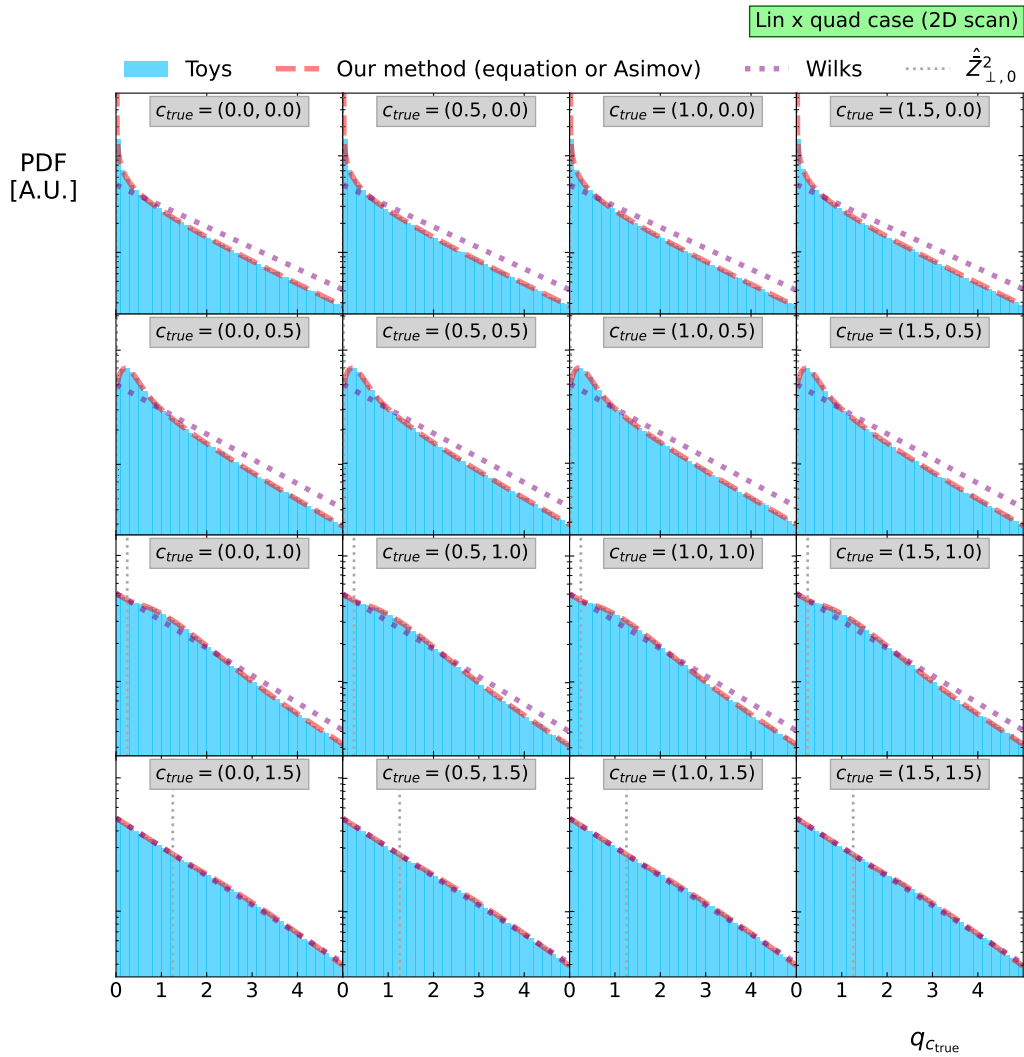 Lin x quad case (2D scan)
Toys Our method (equation or Asimov) Wilks $\hat{\hat{Z}}^2_{\perp,0}$
PDF
[A.U.]
$c_{true} = (0.0, 0.0)$ $c_{true} = (0.5, 0.0)$ $c_{true} = (1.0, 0.0)$ $c_{true} = (1.5, 0.0)$
$c_{true} = (0.0, 0.5)$ $c_{true} = (0.5, 0.5)$ $c_{true} = (1.0, 0.5)$ $c_{true} = (1.5, 0.5)$
$c_{true} = (0.0, 1.0)$ $c_{true} = (0.5, 1.0)$ $c_{true} = (1.0, 1.0)$ $c_{true} = (1.5, 1.0)$
$c_{true} = (0.0, 1.5)$ $c_{true} = (0.5, 1.5)$ $c_{true} = (1.0, 1.5)$ $c_{true} = (1.5, 1.5)$
0 1 2 3 4 0 1 2 3 4 0 1 2 3 4 0 1 2 3 4
$q_{c_{true}}$